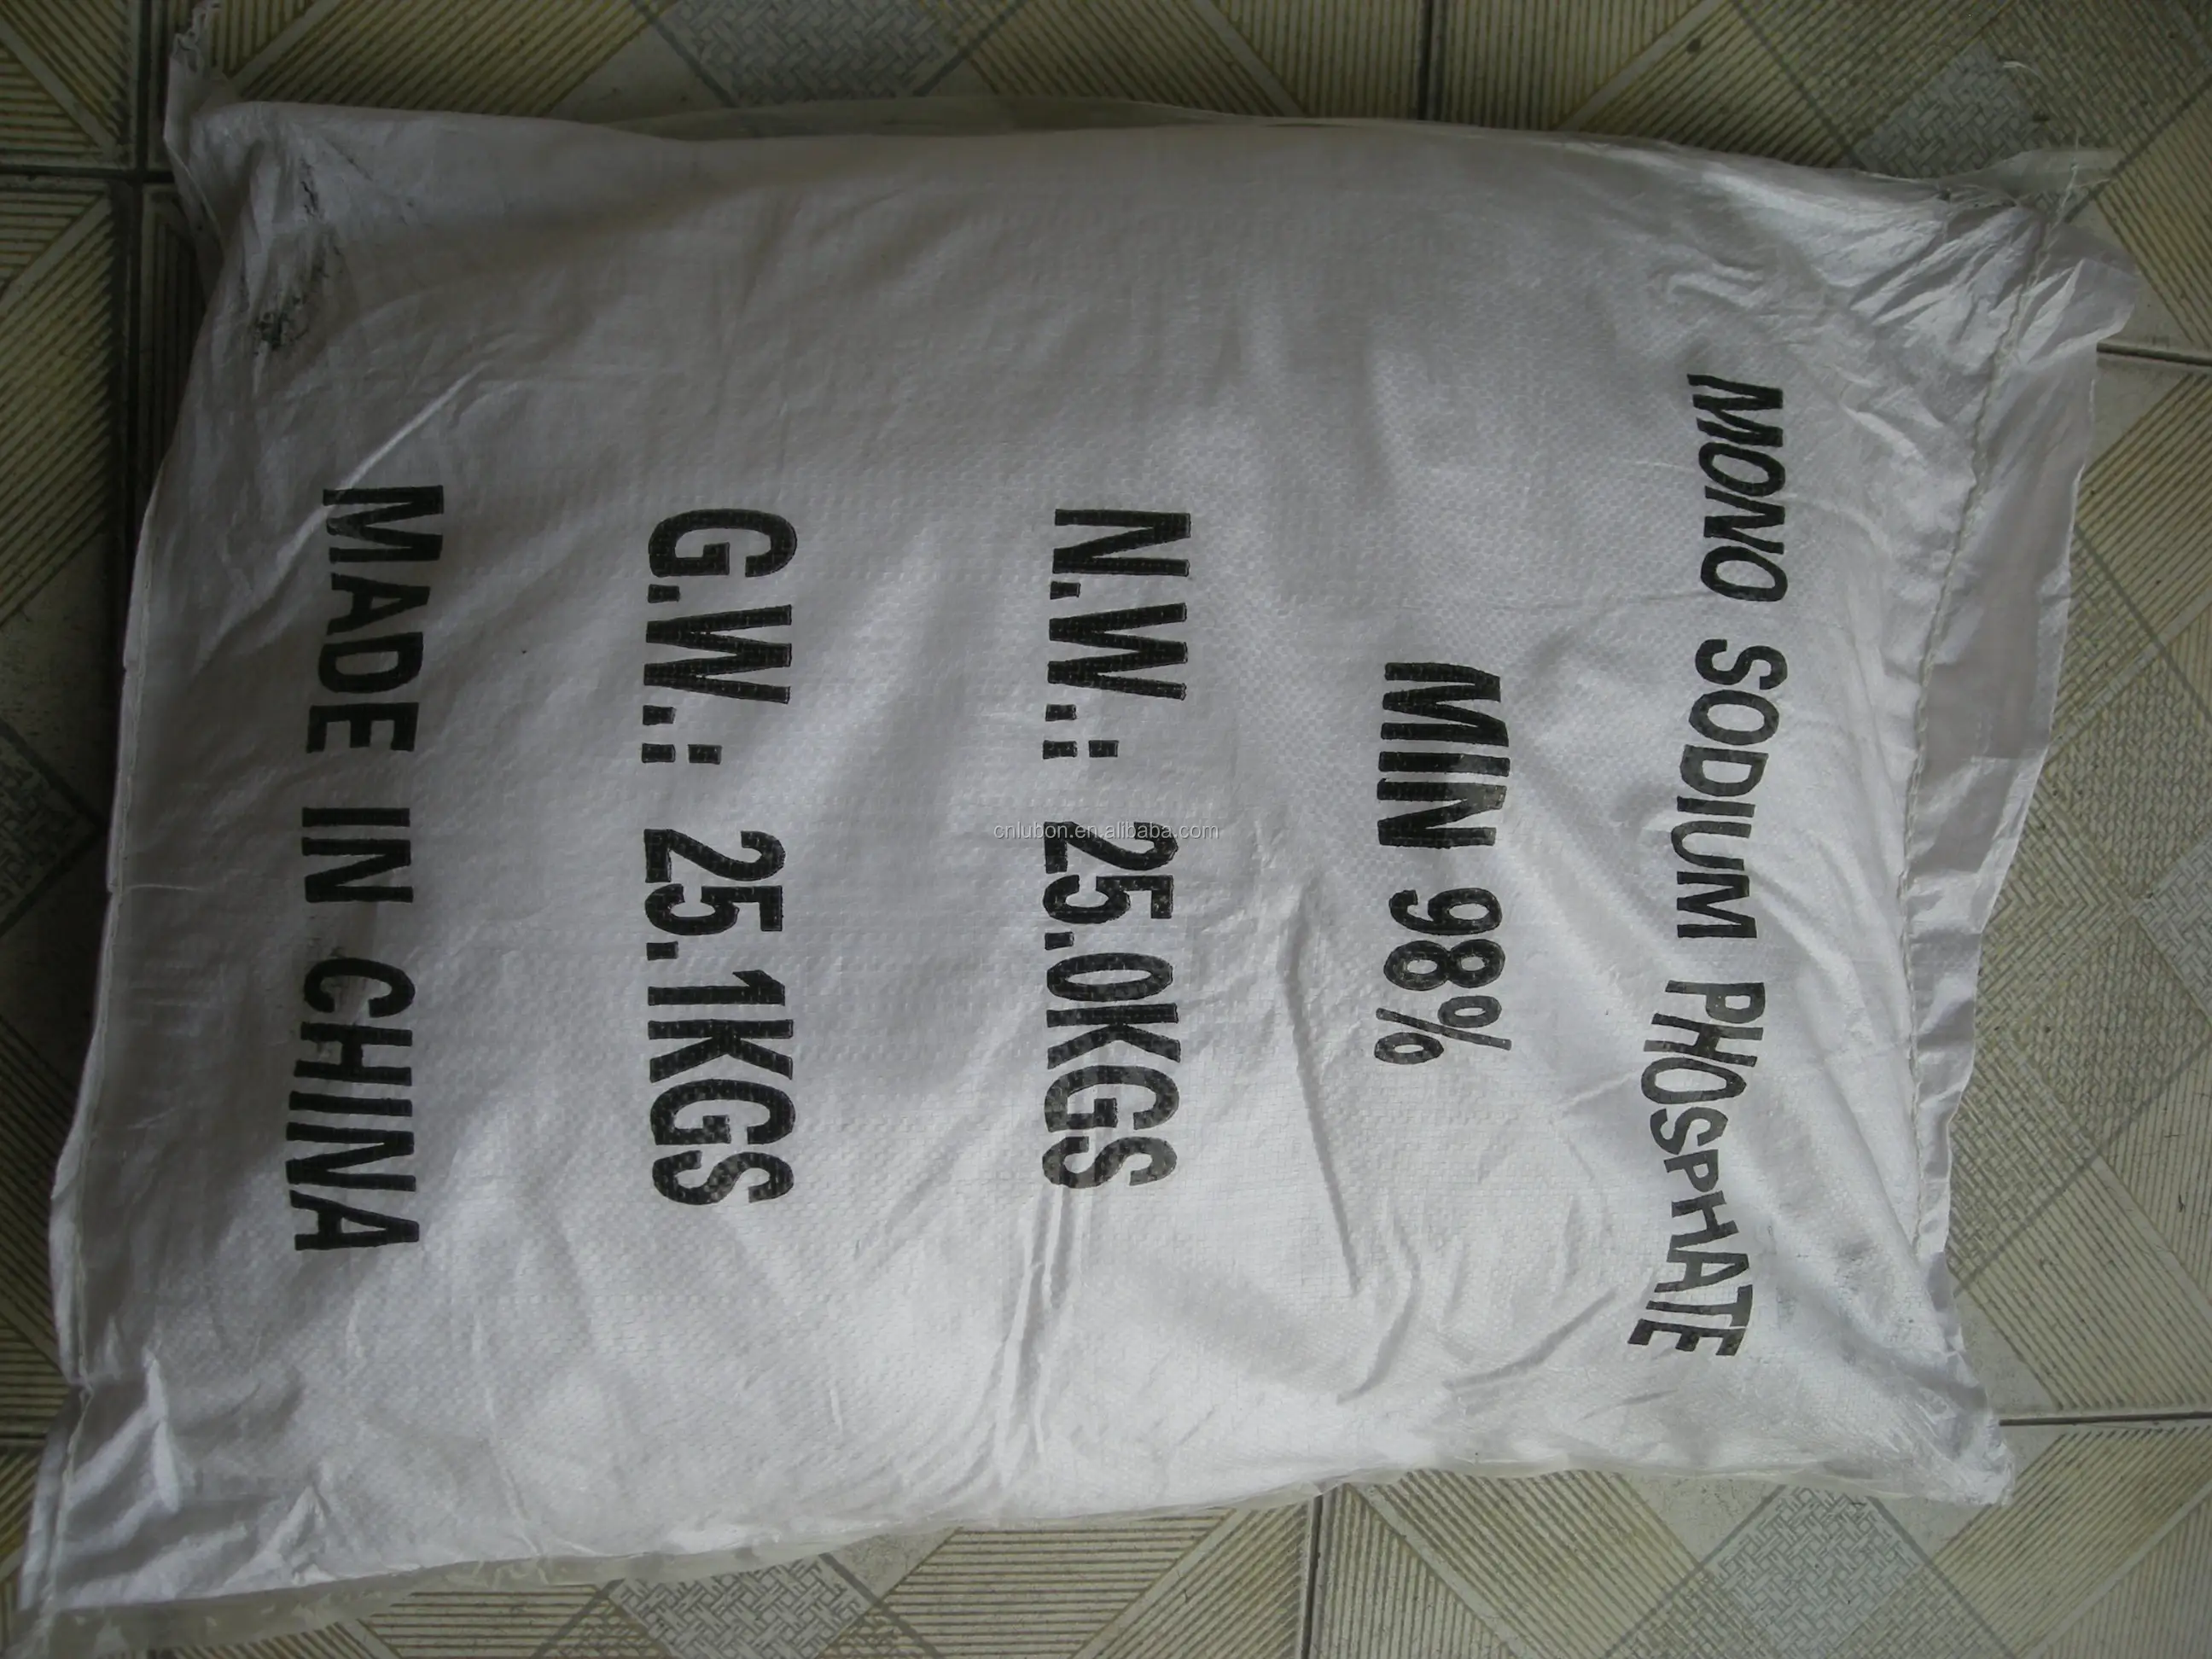 MONO SODIUM PHOSPHATE
MIN 98%
N.W.: 25.0KGS
G.W.: 25.1KGS
MADE IN CHINA
cnlubon.en.alibaba.com